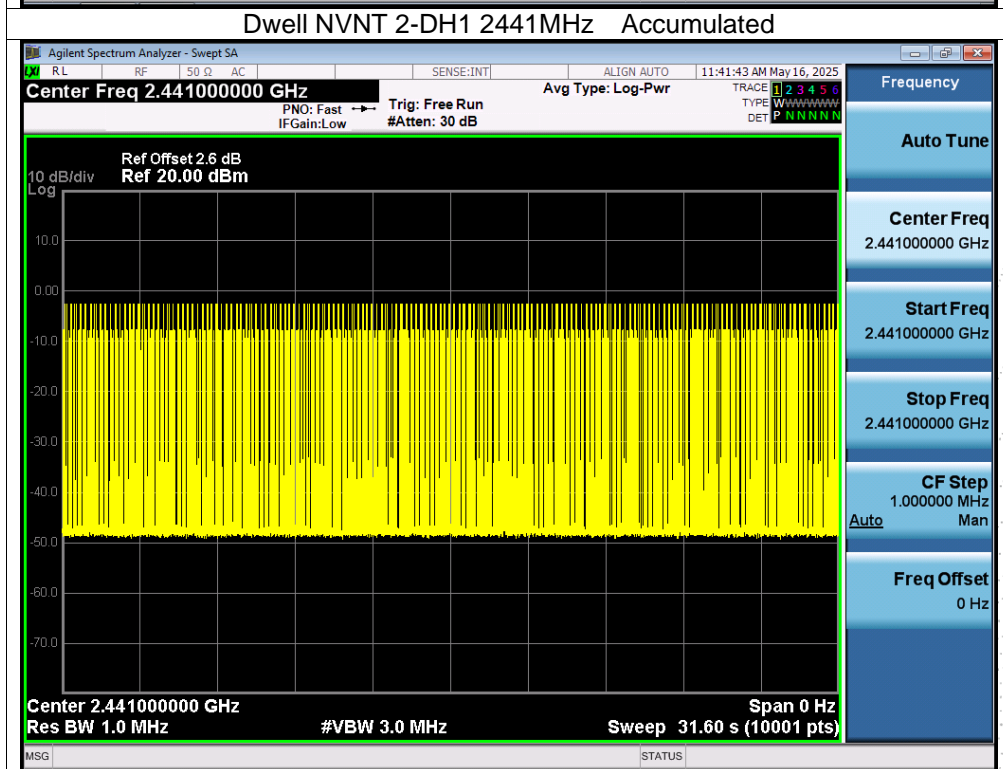 Dwell NVNT 2-DH1 2441MHz Accumulated
Agilent Spectrum Analyzer - Swept SA
LXI RL RF 50 Ω AC SENSE:INT ALIGN AUTO 11:41:43 AM May 16, 2025
Center Freq 2.441000000 GHz
PNO: Fast
IFGain:Low
Trig: Free Run
#Atten: 30 dB
Avg Type: Log-Pwr
TRACE 1 2 3 4 5 6
TYPE W WWWWW
DET P N N N N N
Frequency
Auto Tune
Center Freq
2.441000000 GHz
Start Freq
2.441000000 GHz
Stop Freq
2.441000000 GHz
CF Step
1.000000 MHz
Auto Man
Freq Offset
0 Hz
Ref Offset 2.6 dB
10 dB/div Ref 20.00 dBm
Log
10.0
0.00
-10.0
-20.0
-30.0
-40.0
-50.0
-60.0
-70.0
Center 2.441000000 GHz Span 0 Hz
Res BW 1.0 MHz #VBW 3.0 MHz Sweep 31.60 s (10001 pts)
MSG STATUS